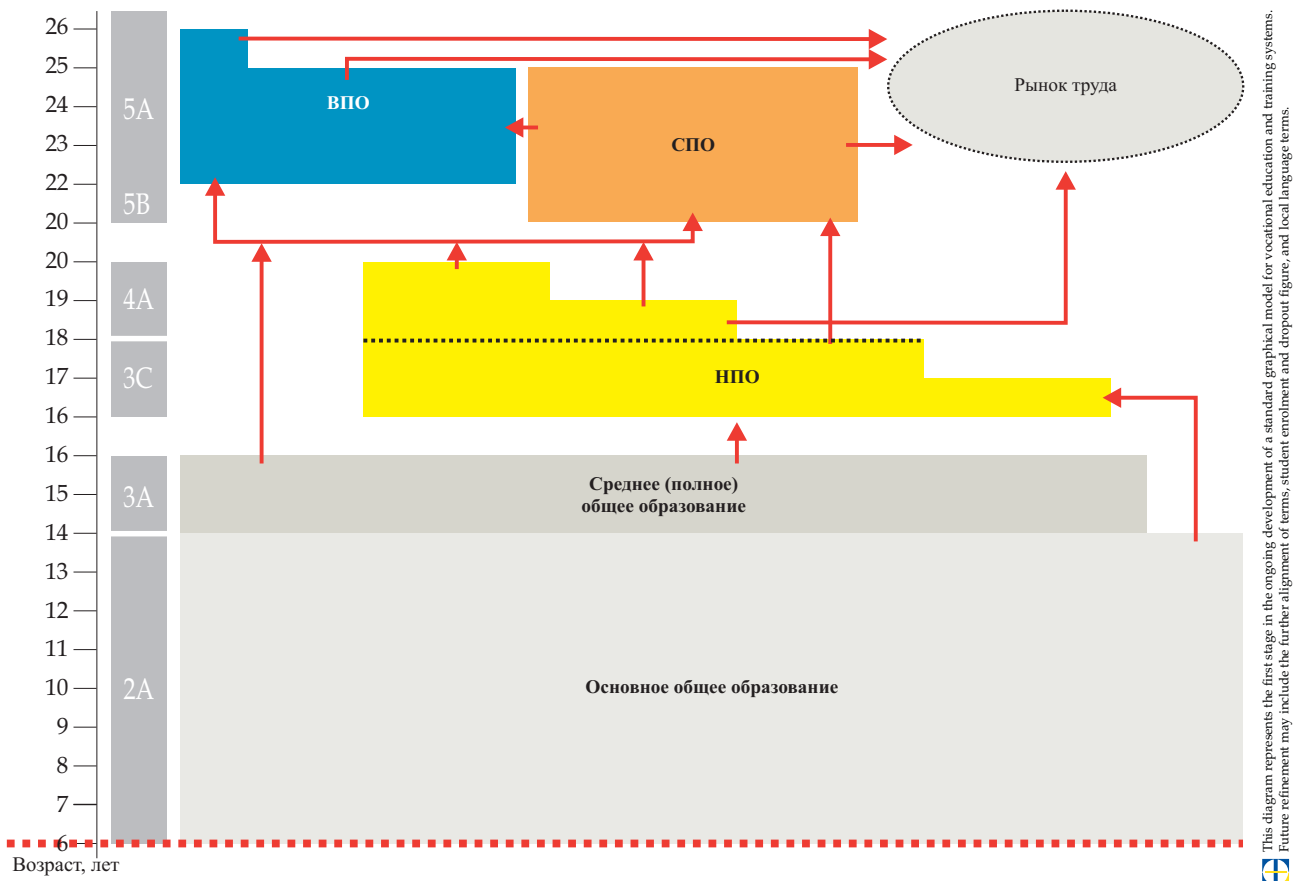 26
25
24
23
22
20
20
19
18
17
16
16
15
14
13
12
11
10
9
8
7
6
Возраст, лет
5A
5B
4A
3C
3A
2A
ВПО
СПО
Рынок труда
НПО
Среднее (полное)
общее образование
Основное общее образование
This diagram represents the first stage in the ongoing development of a standard graphical model for vocational education and training systems.
Future refinement may include the further alignment of terms, student enrolment and dropout figure, and local language terms.